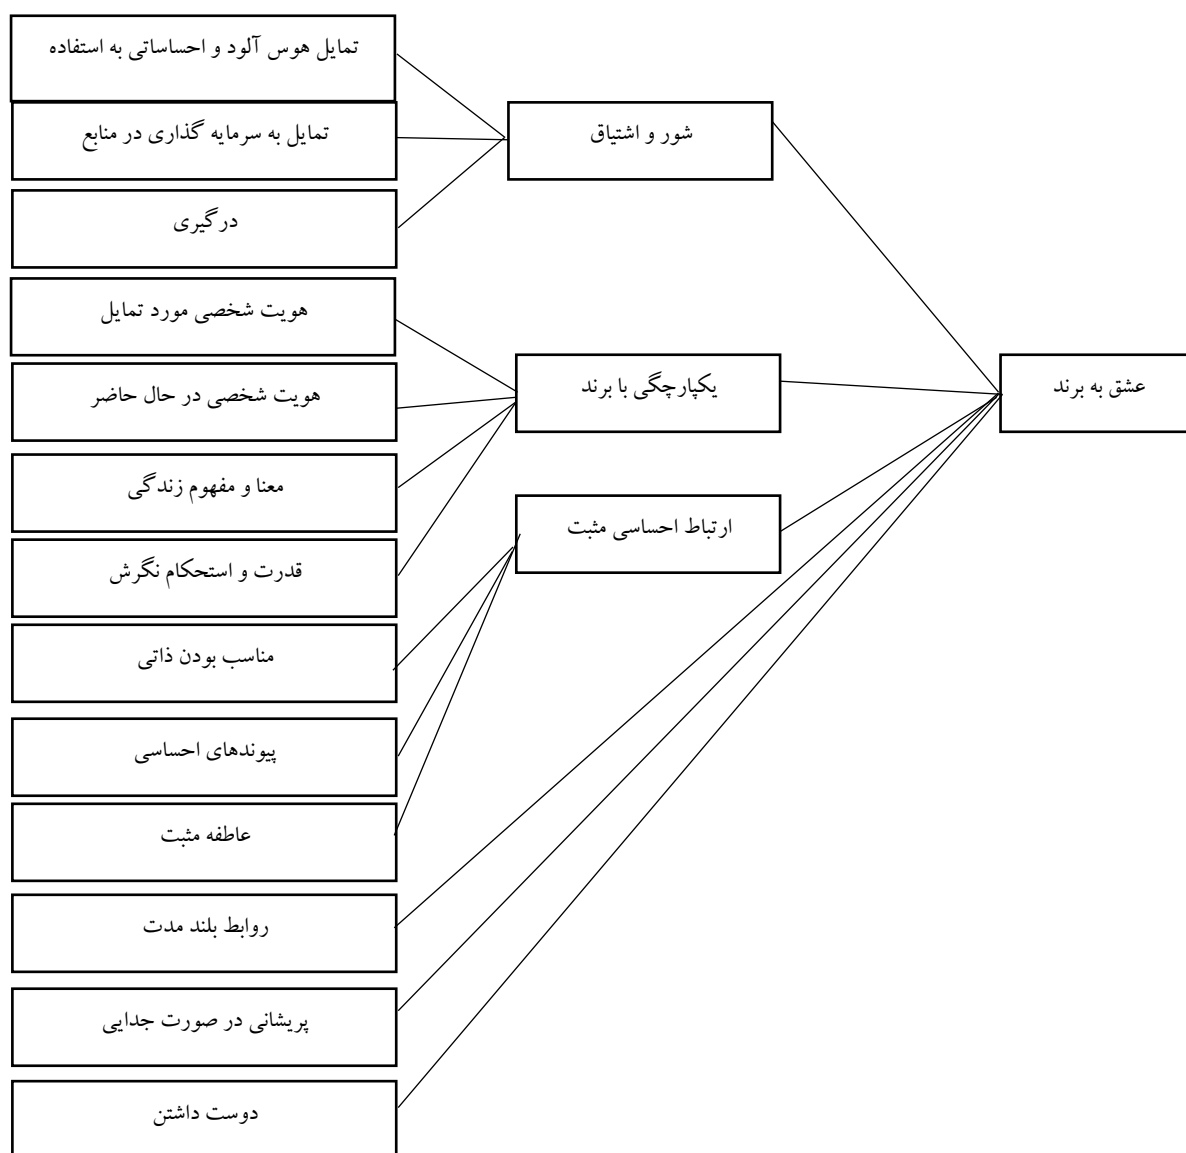 تمایل هوس آلود و احساساتی به استفاده
تمایل به سرمایه گذاری در منابع
شور و اشتیاق
درگیری
هویت شخصی مورد تمایل
هویت شخصی در حال حاضر
یکپارچگی با برند
عشق به برند
معنا و مفهوم زندگی
ارتباط احساسی مثبت
قدرت و استحکام نگرش
مناسب بودن ذاتی
پیوندهای احساسی
عاطفه مثبت
روابط بلند مدت
پریشانی در صورت جدایی
دوست داشتن